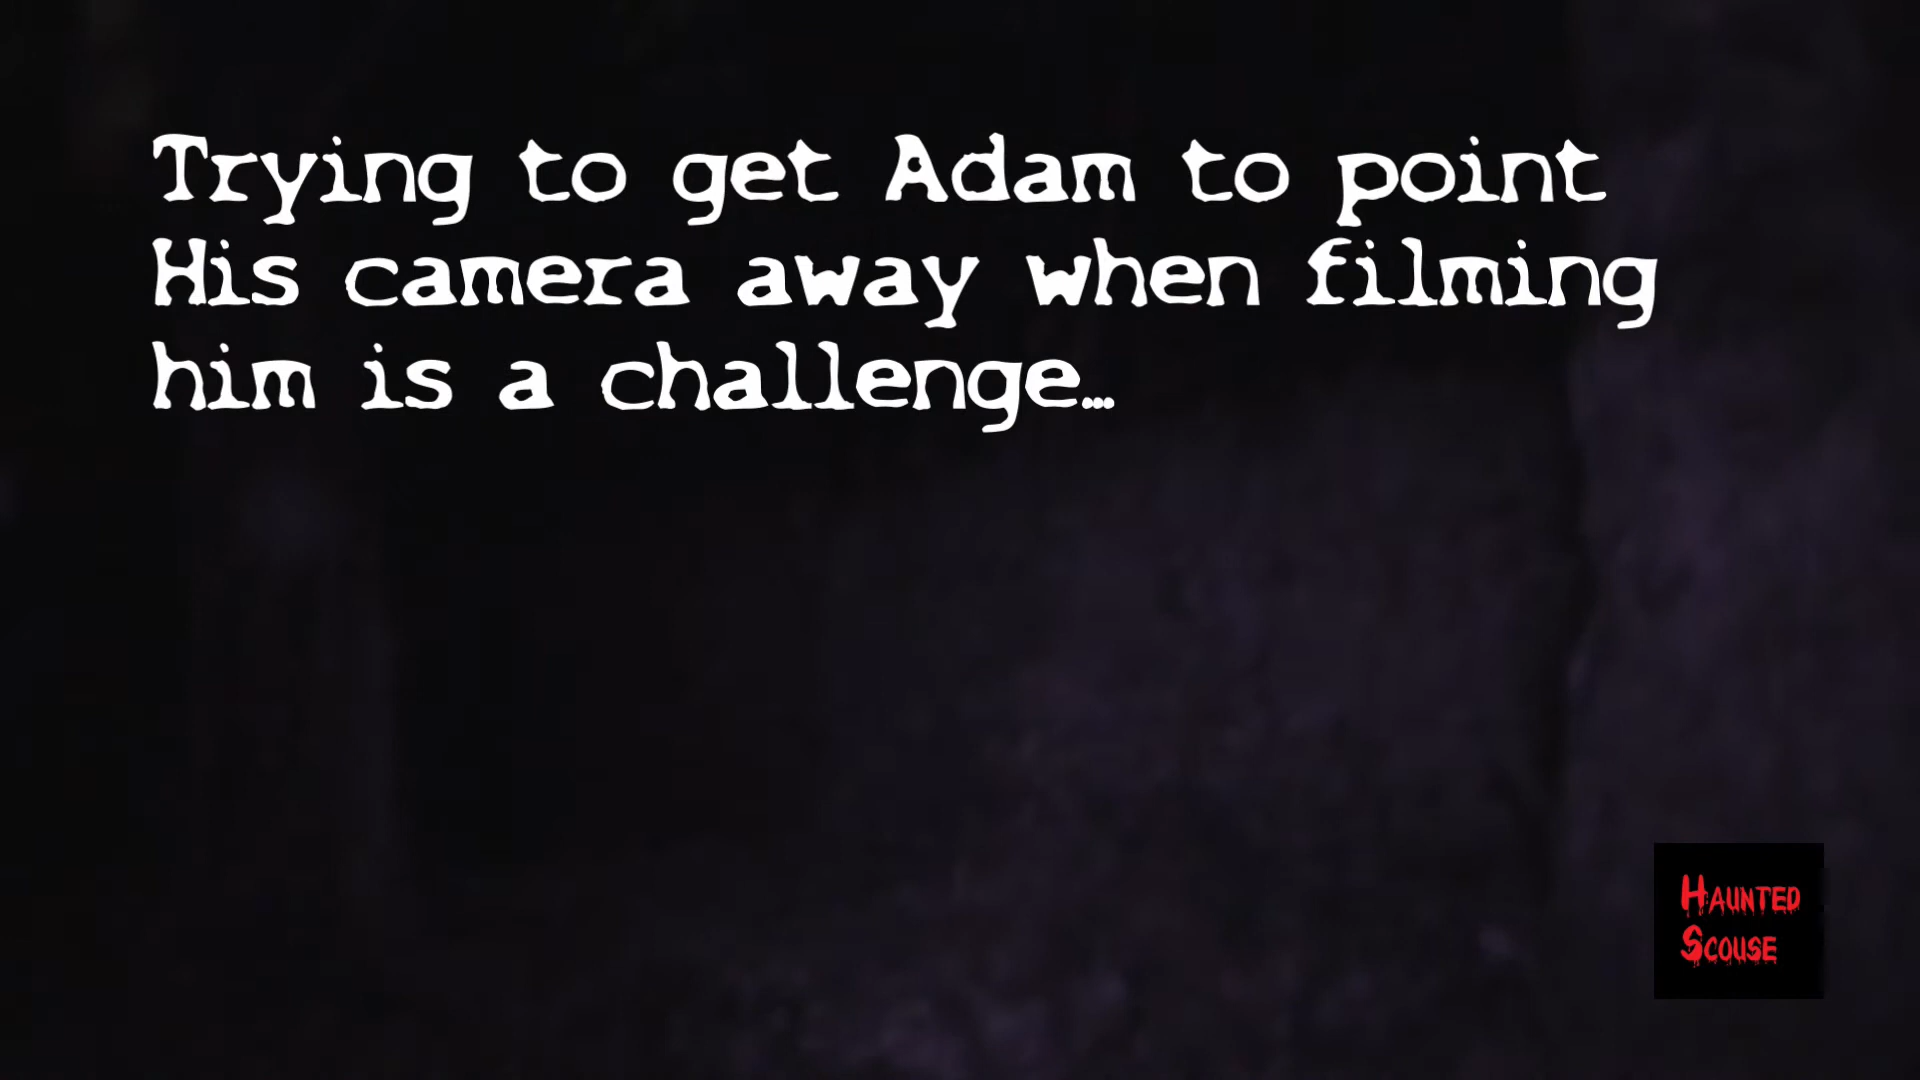 Trying to get Adam to point
His camera away when filming
him is a challenge...
Haunted
Scouse